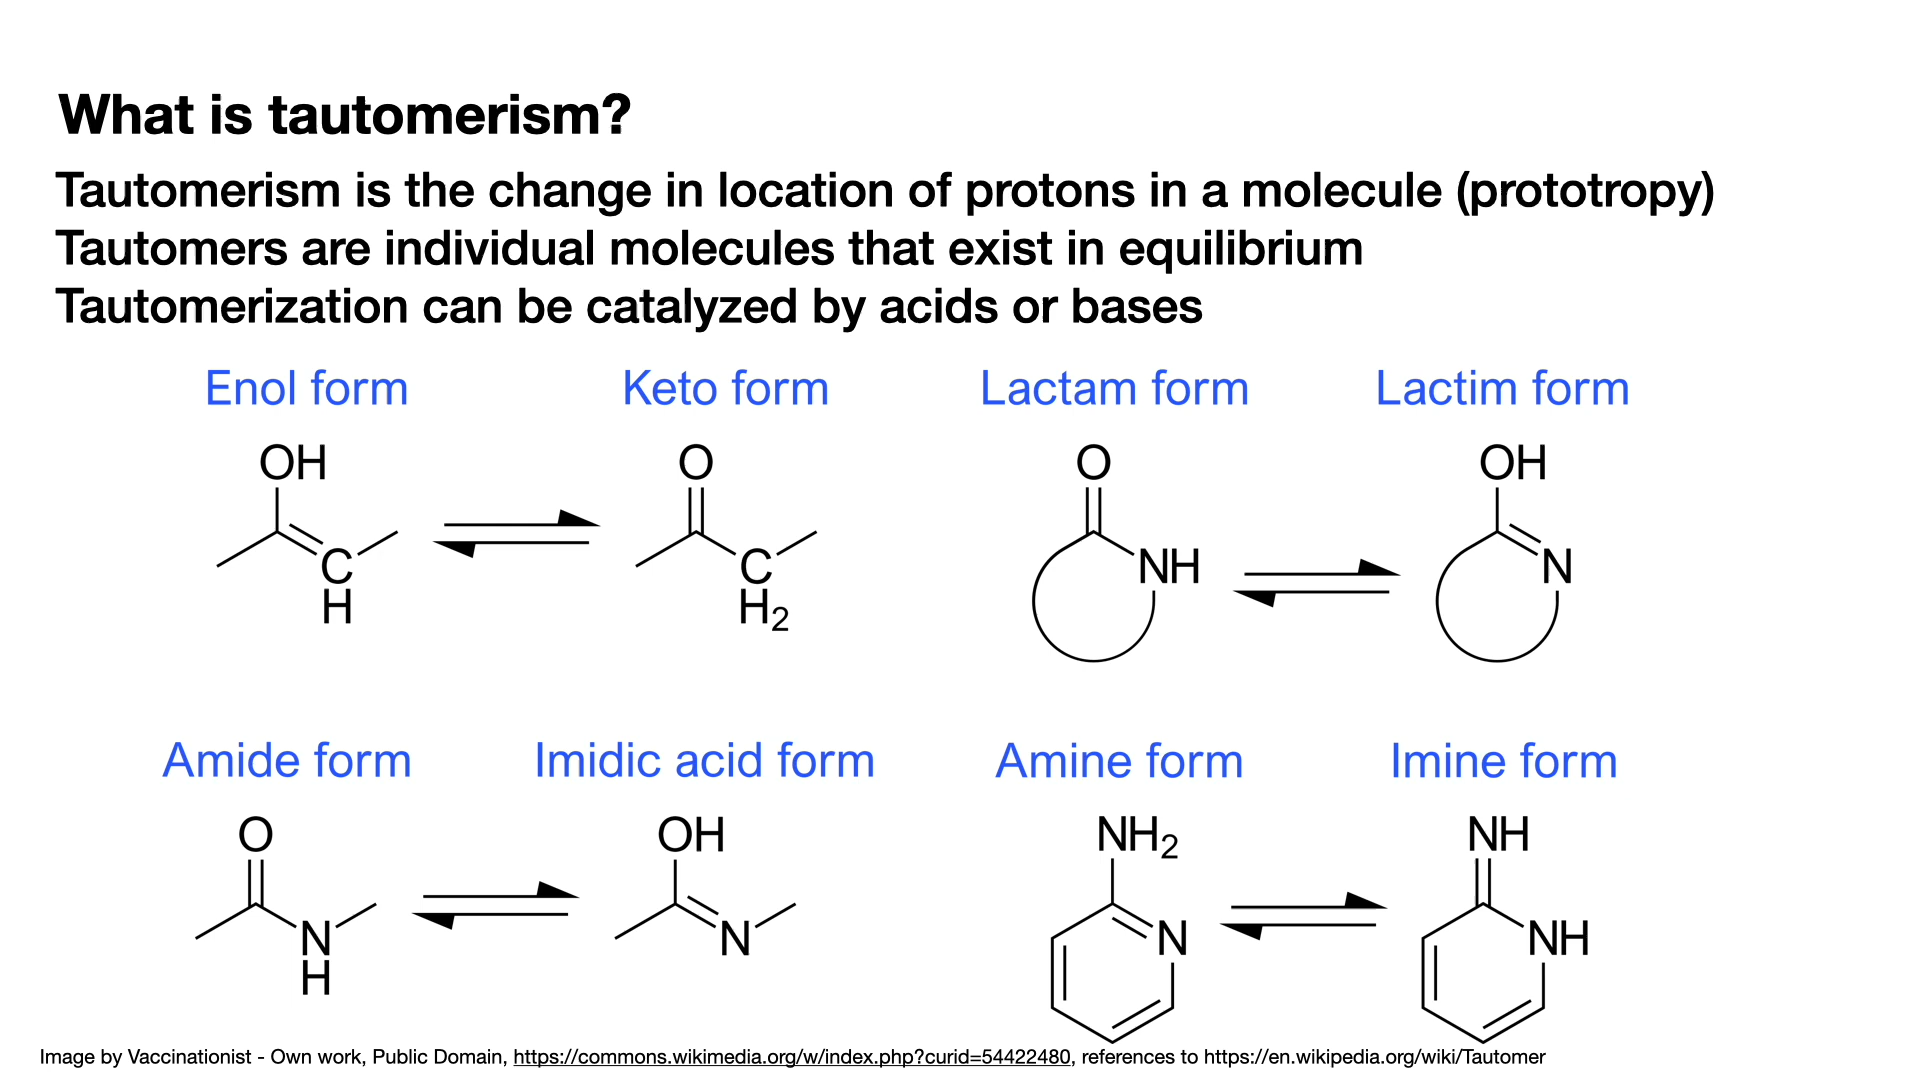 What is tautomerism?
Tautomerism is the change in location of protons in a molecule (prototropy)
Tautomers are individual molecules that exist in equilibrium
Tautomerization can be catalyzed by acids or bases
Enol form
Keto form
Lactam form
Lactim form
OH
O
O
OH
C
H
C
H2
NH
N
Amide form
Imidic acid form
Amine form
Imine form
O
OH
NH2
NH
N
H
N
N
NH
Image by Vaccinationist - Own work, Public Domain, https://commons.wikimedia.org/w/index.php?curid=54422480, references to https://en.wikipedia.org/wiki/Tautomer